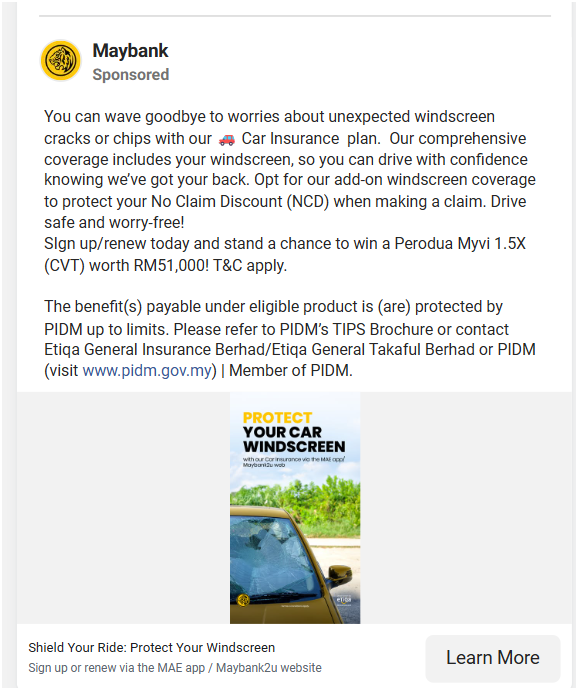 Maybank
Sponsored
You can wave goodbye to worries about unexpected windscreen
cracks or chips with our 🚗 Car Insurance plan. Our comprehensive
coverage includes your windscreen, so you can drive with confidence
knowing we've got your back. Opt for our add-on windscreen coverage
to protect your No Claim Discount (NCD) when making a claim. Drive
safe and worry-free!
SIgn up/renew today and stand a chance to win a Perodua Myvi 1.5X
(CVT) worth RM51,000! T&C apply.
The benefit(s) payable under eligible product is (are) protected by
PIDM up to limits. Please refer to PIDM's TIPS Brochure or contact
Etiqa General Insurance Berhad/Etiqa General Takaful Berhad or PIDM
(visit www.pidm.gov.my) | Member of PIDM.
PROTECT
YOUR CAR
WINDSCREEN
with our Car Insurance via the MAE app/
Maybank2u web
etiqa
Shield Your Ride: Protect Your Windscreen
Sign up or renew via the MAE app / Maybank2u website
Learn More